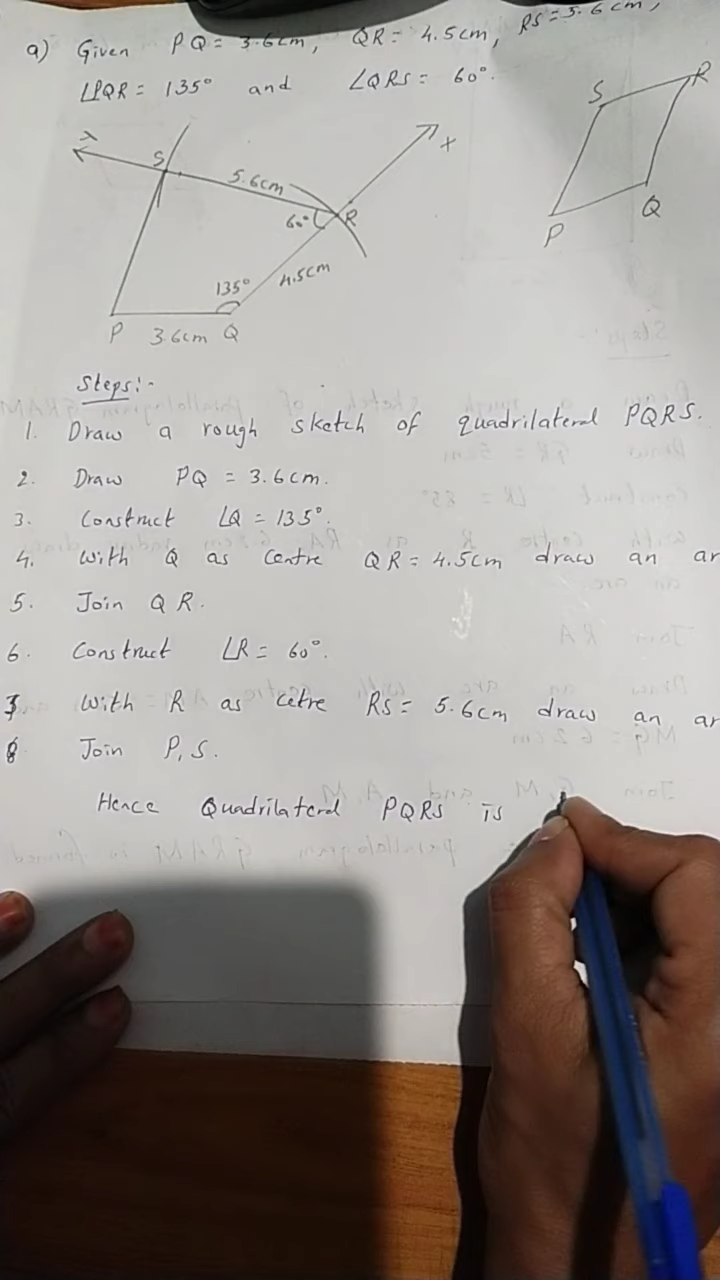 a) Given PQ = 3.6cm, QR = 4.5cm, RS = 5.6cm,
∠PQR = 135° and ∠QRS = 60°.
S R
P Q
S 5.6cm X
60° R
135° 4.5cm
P 3.6cm Q
Steps:-
1. Draw a rough sketch of quadrilateral PQRS.
2. Draw PQ = 3.6cm.
3. Construct ∠Q = 135°.
4. With Q as centre QR = 4.5cm draw an ar
5. Join QR.
6. Construct ∠R = 60°.
7 With R as cetre RS = 5.6cm draw an ar
8 Join P,S.
Hence Quadrilateral PQRS is